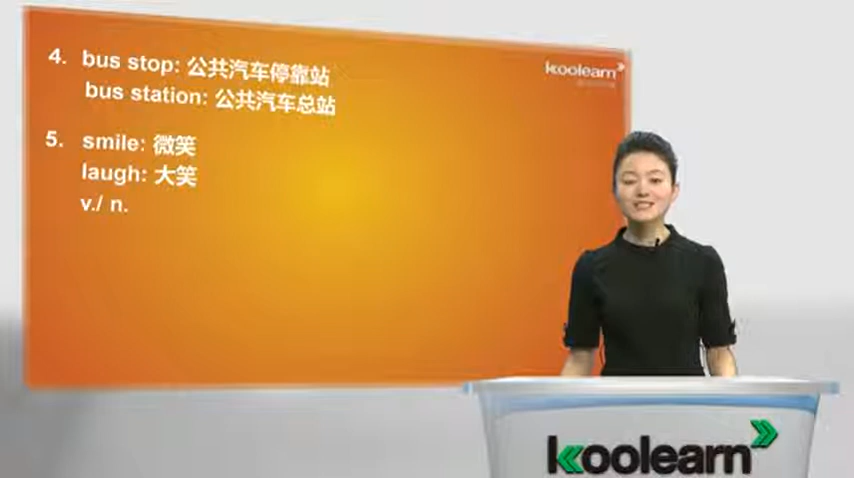 4. bus stop: 公共汽车停靠站
bus station: 公共汽车总站
5. smile: 微笑
laugh: 大笑
v./ n.
koolearn
koolearn